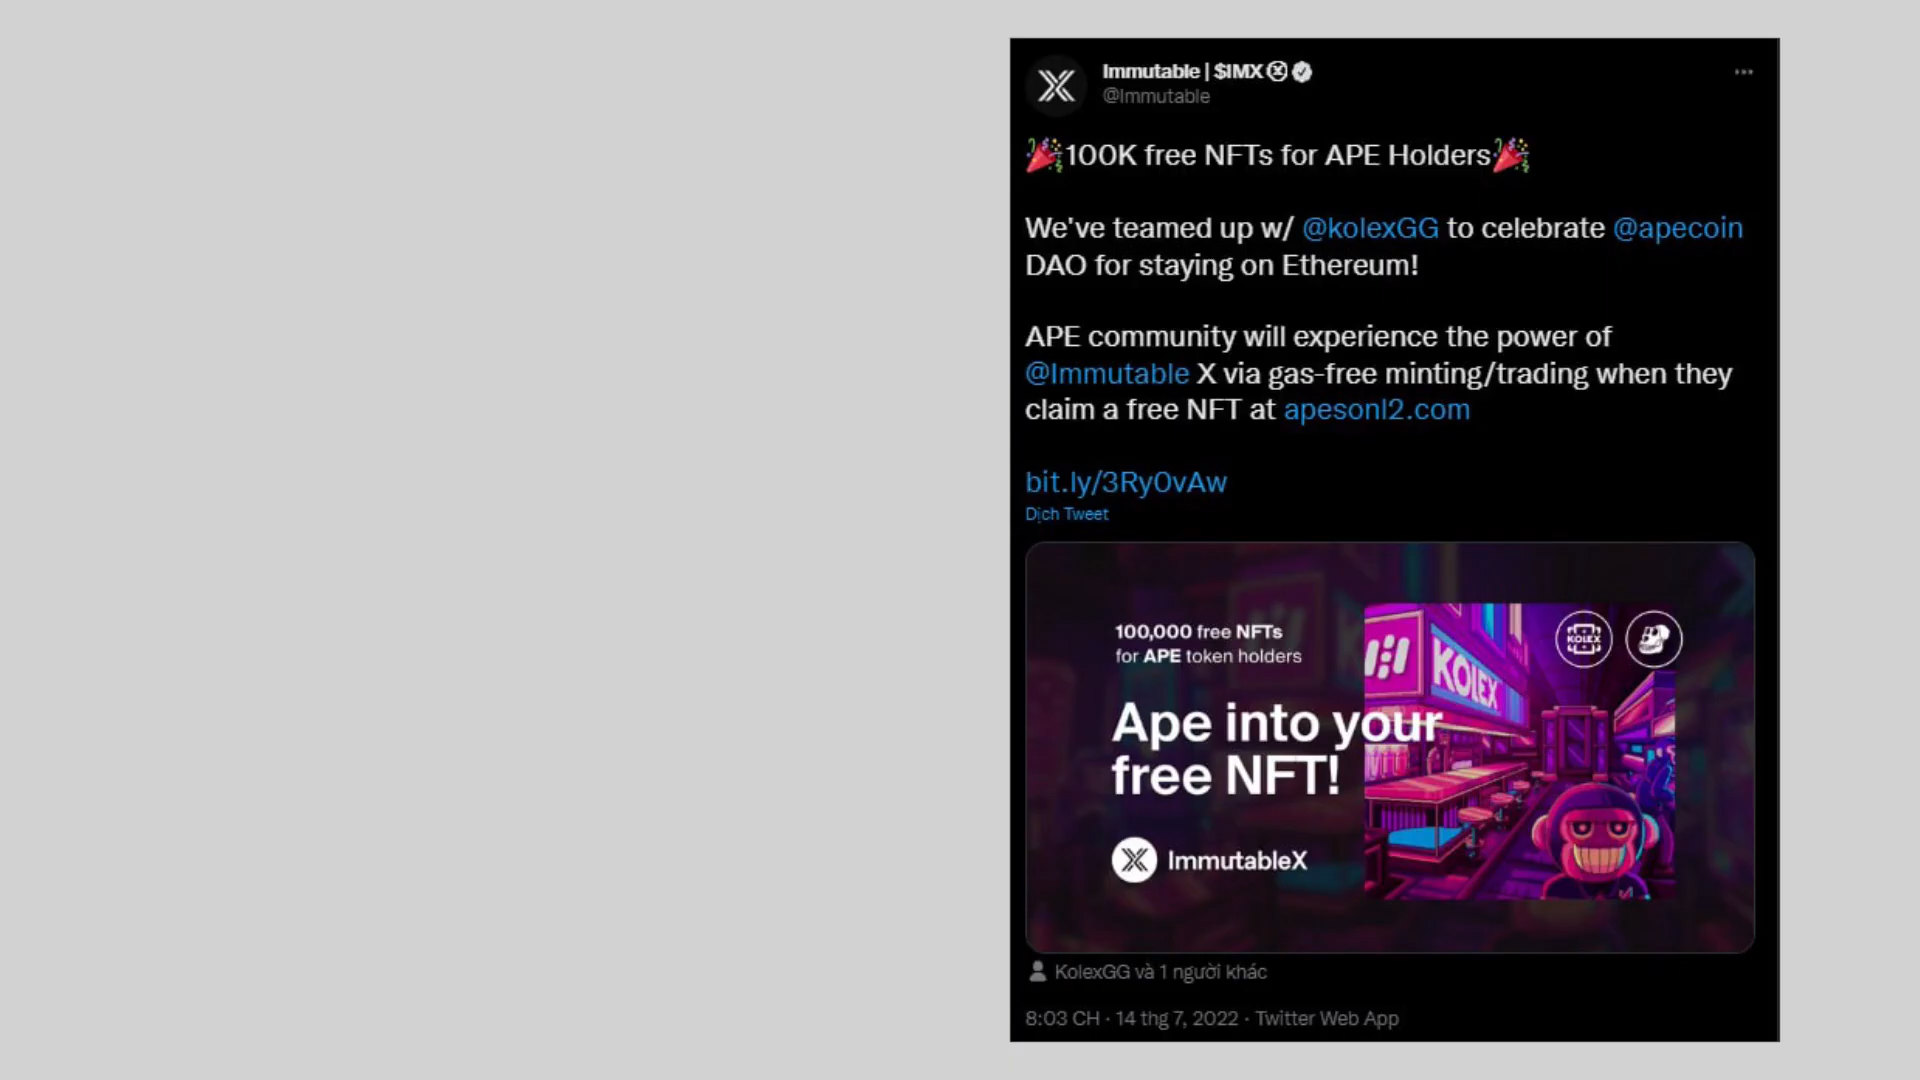 Immutable | $IMX
@Immutable
100K free NFTs for APE Holders
We've teamed up w/ @kolexGG to celebrate @apecoin
DAO for staying on Ethereum!
APE community will experience the power of
@Immutable X via gas-free minting/trading when they
claim a free NFT at apesonl2.com
bit.ly/3RyOvAw
Dịch Tweet
100,000 free NFTs
for APE token holders
KOLEX
KOLEX
Ape into your
free NFT!
ImmutableX
KolexGG và 1 người khác
8:03 CH · 14 thg 7, 2022 · Twitter Web App